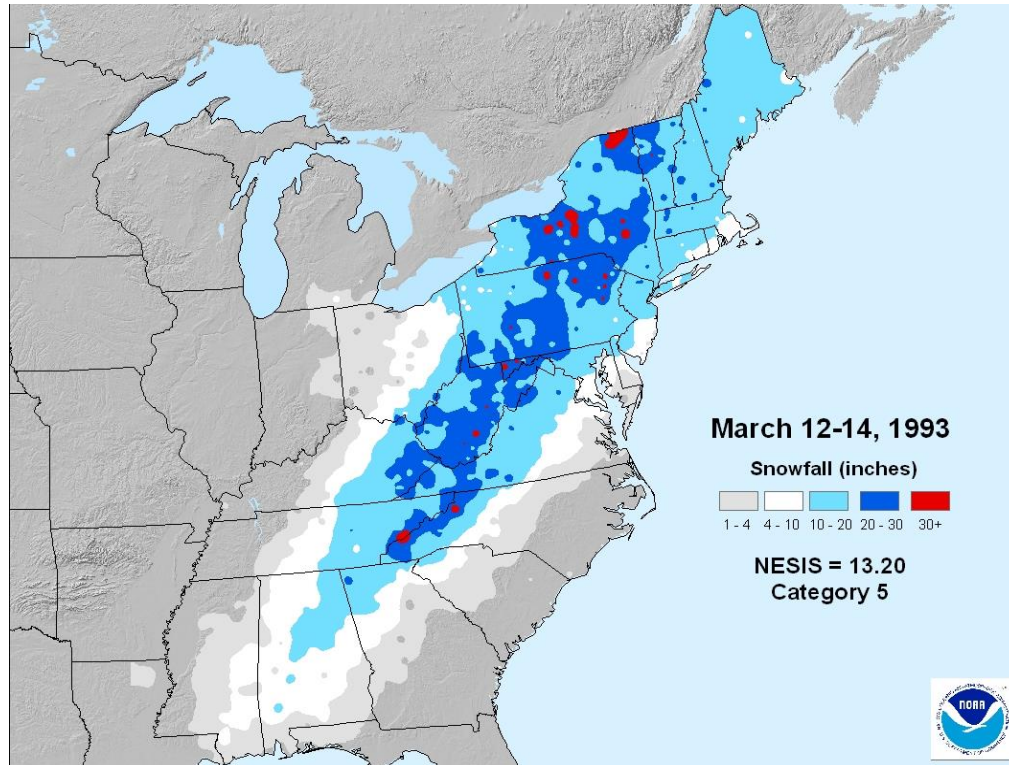 March 12-14, 1993
Snowfall (inches)
1 - 4 4 - 10 10 - 20 20 - 30 30+
NESIS = 13.20
Category 5
NOAA